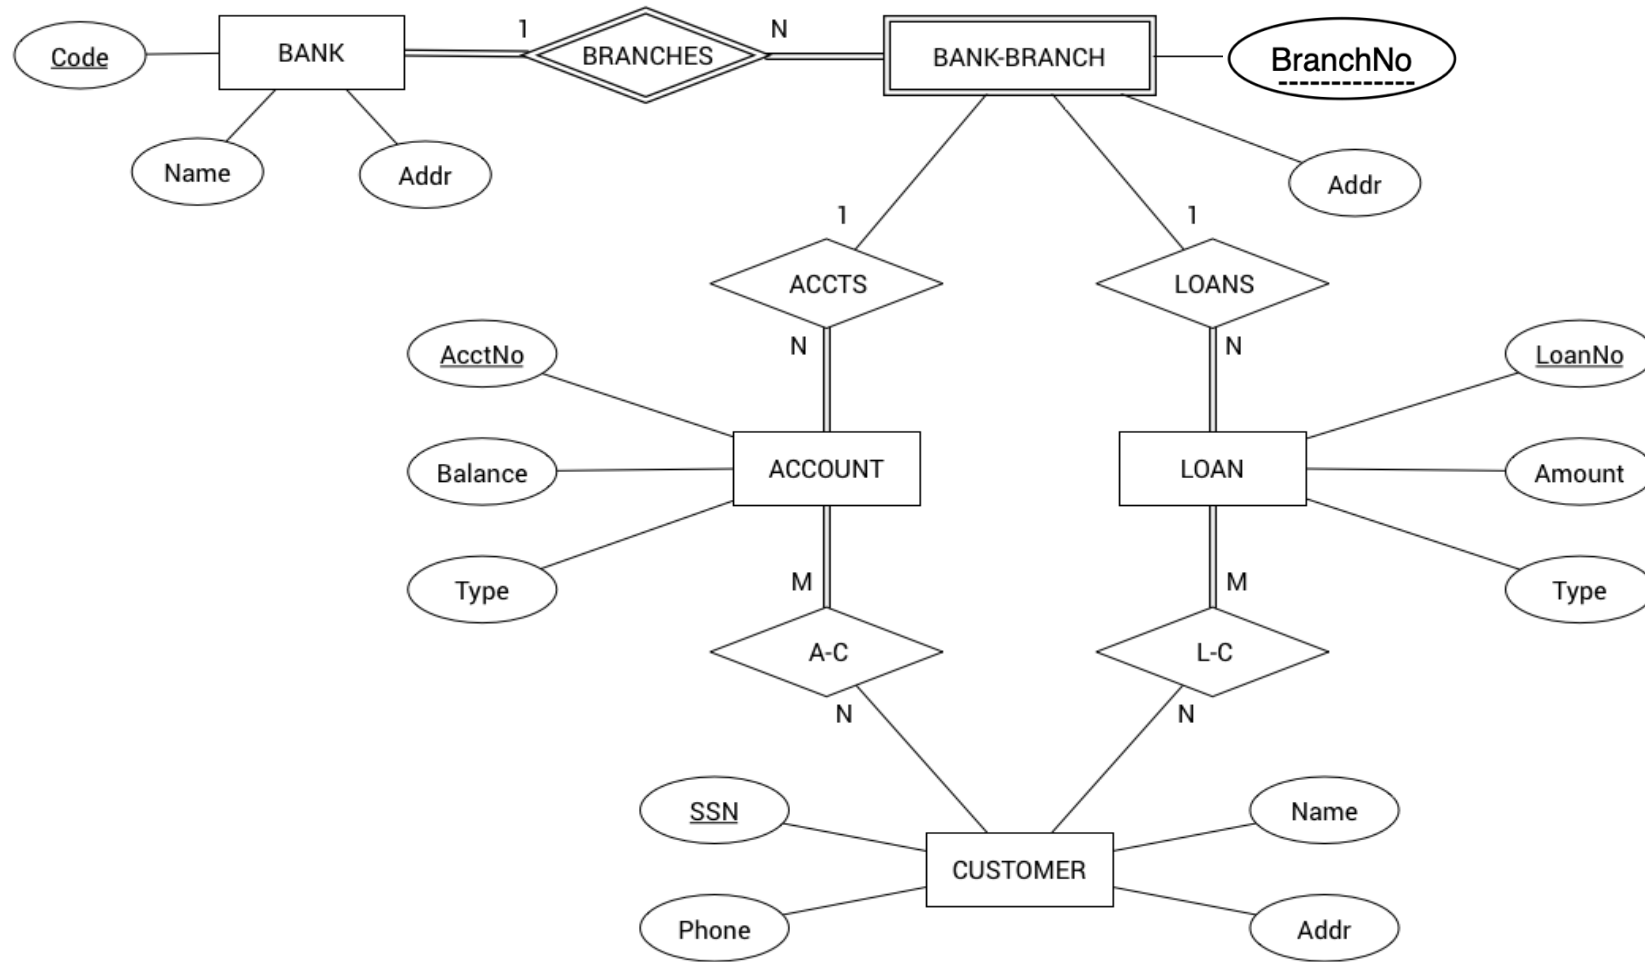 1
N
Code
BANK
BRANCHES
BANK-BRANCH
BranchNo
Name
Addr
Addr
1
1
ACCTS
LOANS
N
N
AcctNo
LoanNo
Balance
ACCOUNT
LOAN
Amount
Type
M
M
Type
A-C
L-C
N
N
SSN
Name
CUSTOMER
Phone
Addr